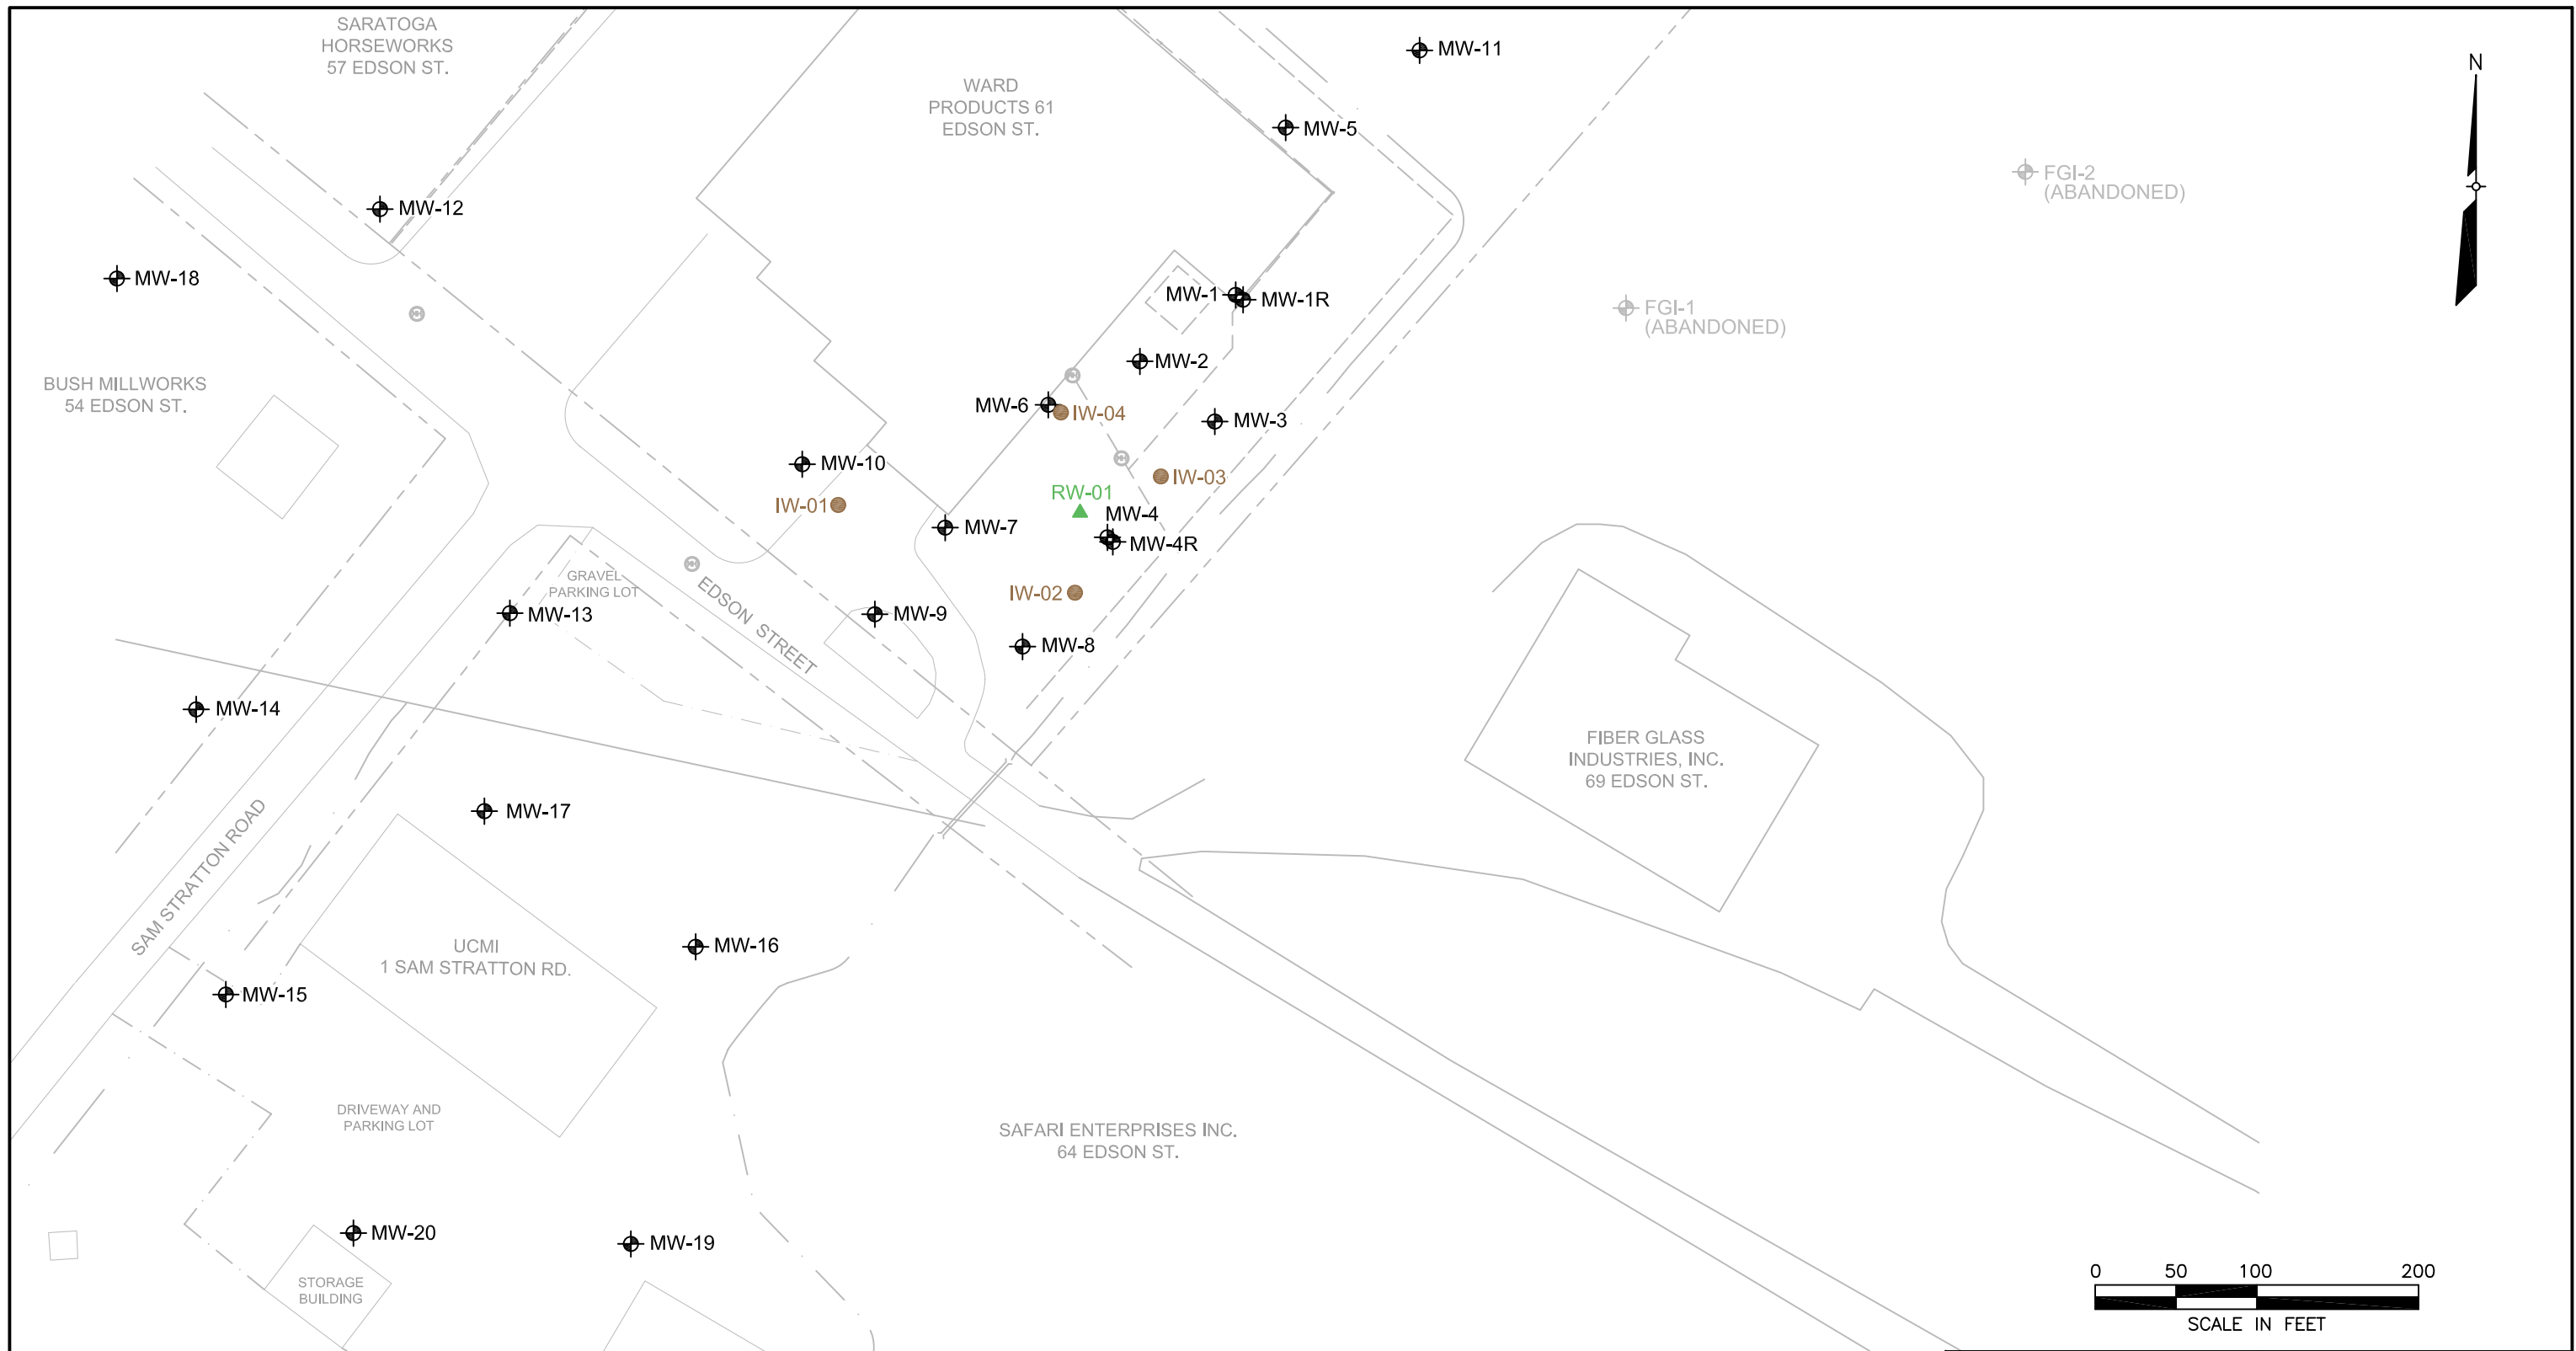 SARATOGA
HORSEWORKS
57 EDSON ST.
MW-11
N
WARD
PRODUCTS 61
EDSON ST.
MW-5
FGI-2
(ABANDONED)
MW-12
MW-18
MW-1
MW-1R
FGI-1
(ABANDONED)
MW-2
BUSH MILLWORKS
54 EDSON ST.
MW-6
IW-04
MW-3
MW-10
IW-03
IW-01
RW-01
MW-4
MW-7
MW-4R
GRAVEL
PARKING LOT
IW-02
MW-13
EDSON STREET
MW-9
MW-8
MW-14
FIBER GLASS
INDUSTRIES, INC.
69 EDSON ST.
MW-17
SAM STRATTON ROAD
UCMI
1 SAM STRATTON RD.
MW-16
MW-15
DRIVEWAY AND
PARKING LOT
SAFARI ENTERPRISES INC.
64 EDSON ST.
MW-20
MW-19
STORAGE
BUILDING
0 50 100 200
SCALE IN FEET